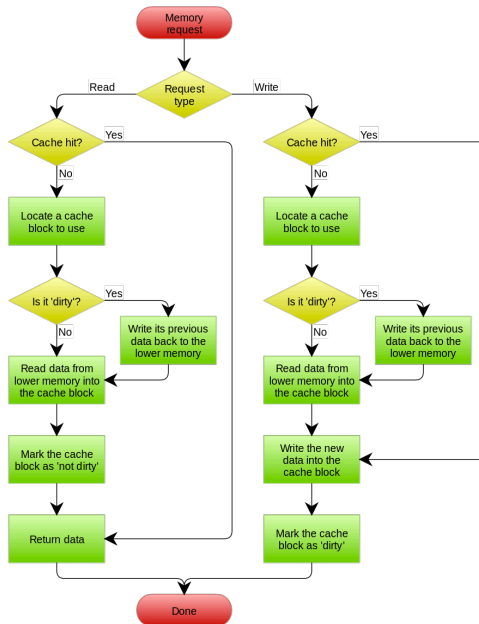 Memory
request
Request
type
Read
Write
Cache hit?
Yes
No
Locate a cache
block to use
Is it 'dirty'?
Yes
No
Write its previous
data back to the
lower memory
Read data from
lower memory into
the cache block
Mark the cache
block as 'not dirty'
Return data
Cache hit?
Yes
No
Locate a cache
block to use
Is it 'dirty'?
Yes
No
Write its previous
data back to the
lower memory
Read data from
lower memory into
the cache block
Write the new
data into the
cache block
Mark the cache
block as 'dirty'
Done